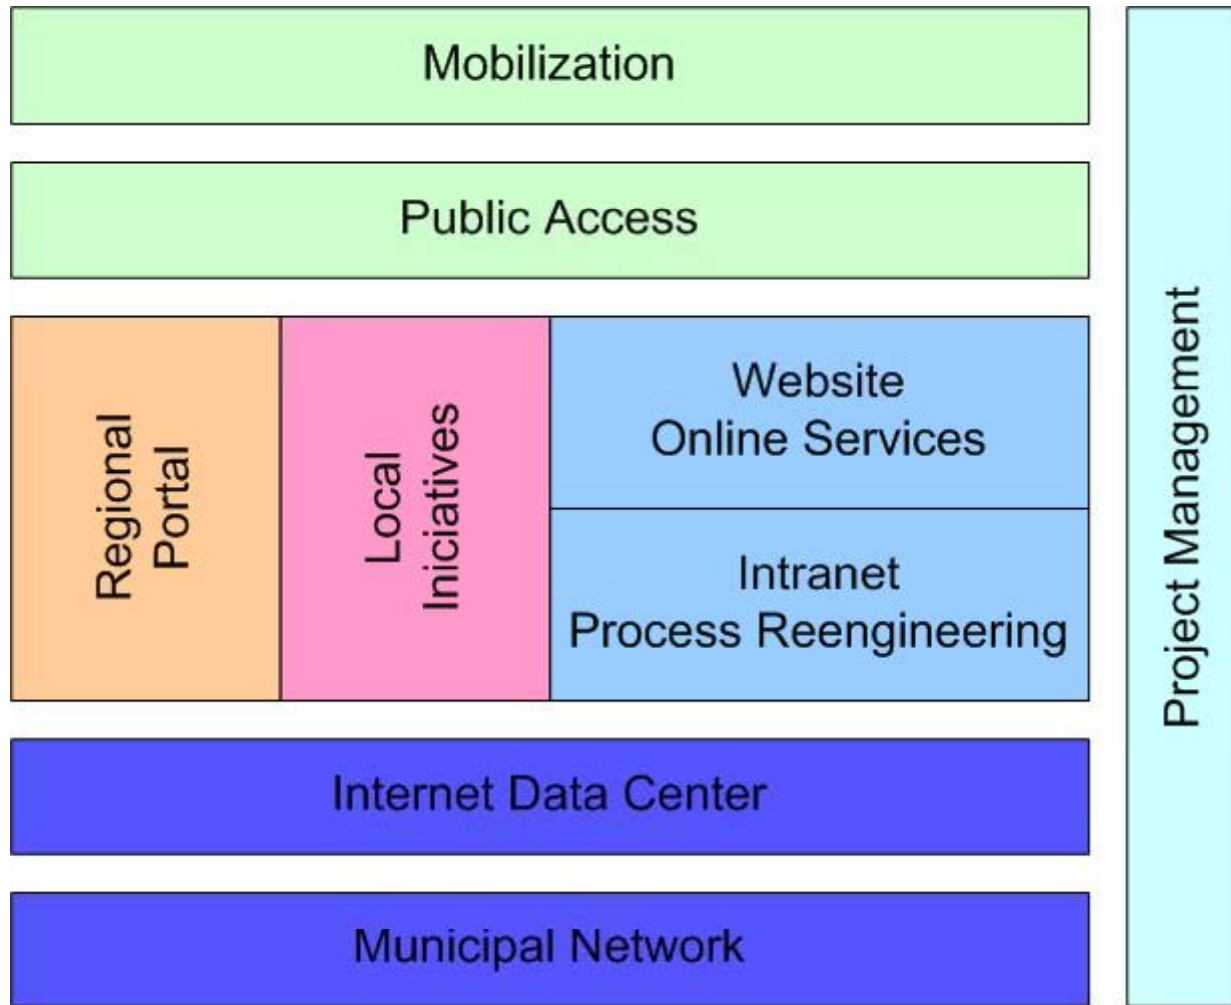 Mobilization
Public Access
Regional
Portal
Local
Iniciatives
Website
Online Services
Intranet
Process Reengineering
Internet Data Center
Municipal Network
Project Management